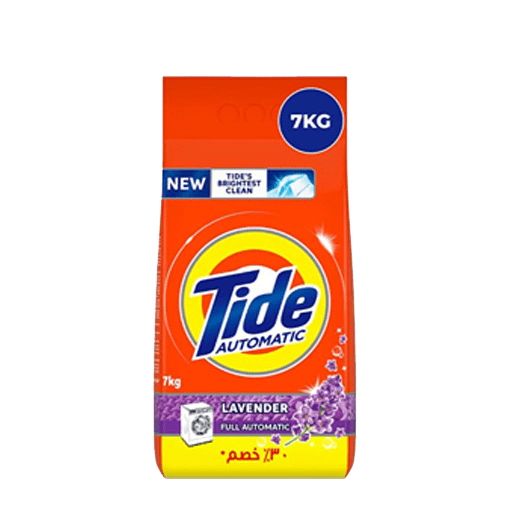 7KG
NEW
TIDE'S
BRIGHTEST
CLEAN
Tide
AUTOMATIC
7kg
LAVENDER
FULL AUTOMATIC
٣٠٪ خصم*